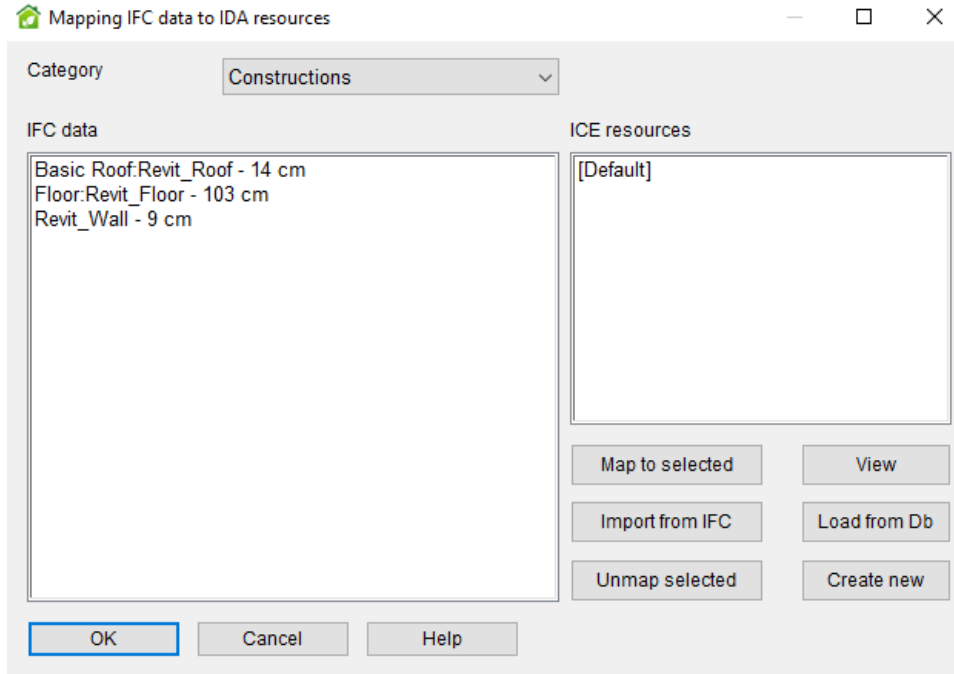 Mapping IFC data to IDA resources
Category
Constructions
IFC data
ICE resources
Basic Roof:Revit_Roof - 14 cm
Floor:Revit_Floor - 103 cm
Revit_Wall - 9 cm
[Default]
Map to selected
View
Import from IFC
Load from Db
Unmap selected
Create new
OK
Cancel
Help